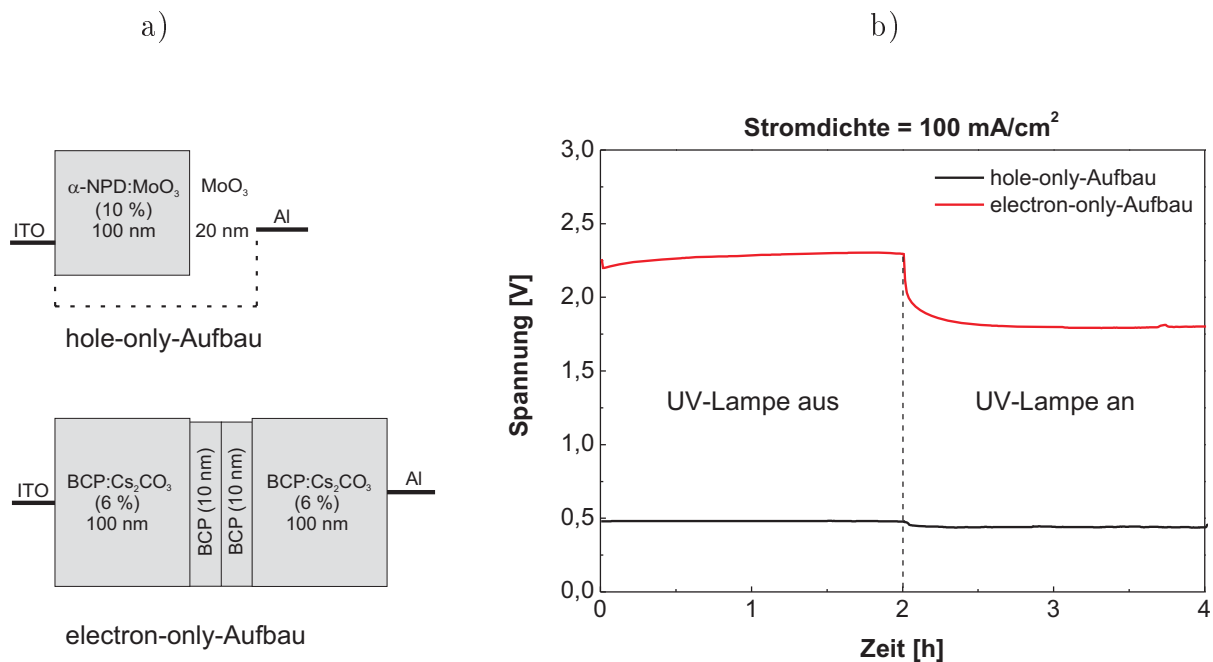 a)
α-NPD:MoO₃
(10 %)
100 nm
MoO₃
20 nm
ITO
Al
hole-only-Aufbau
ITO
BCP:Cs₂CO₃
(6 %)
100 nm
BCP (10 nm)
BCP (10 nm)
BCP:Cs₂CO₃
(6 %)
100 nm
Al
electron-only-Aufbau
b)
Stromdichte = 100 mA/cm²
hole-only-Aufbau
electron-only-Aufbau
3,0
2,5
2,0
1,5
1,0
0,5
0,0
Spannung [V]
UV-Lampe aus
UV-Lampe an
0
1
2
3
4
Zeit [h]